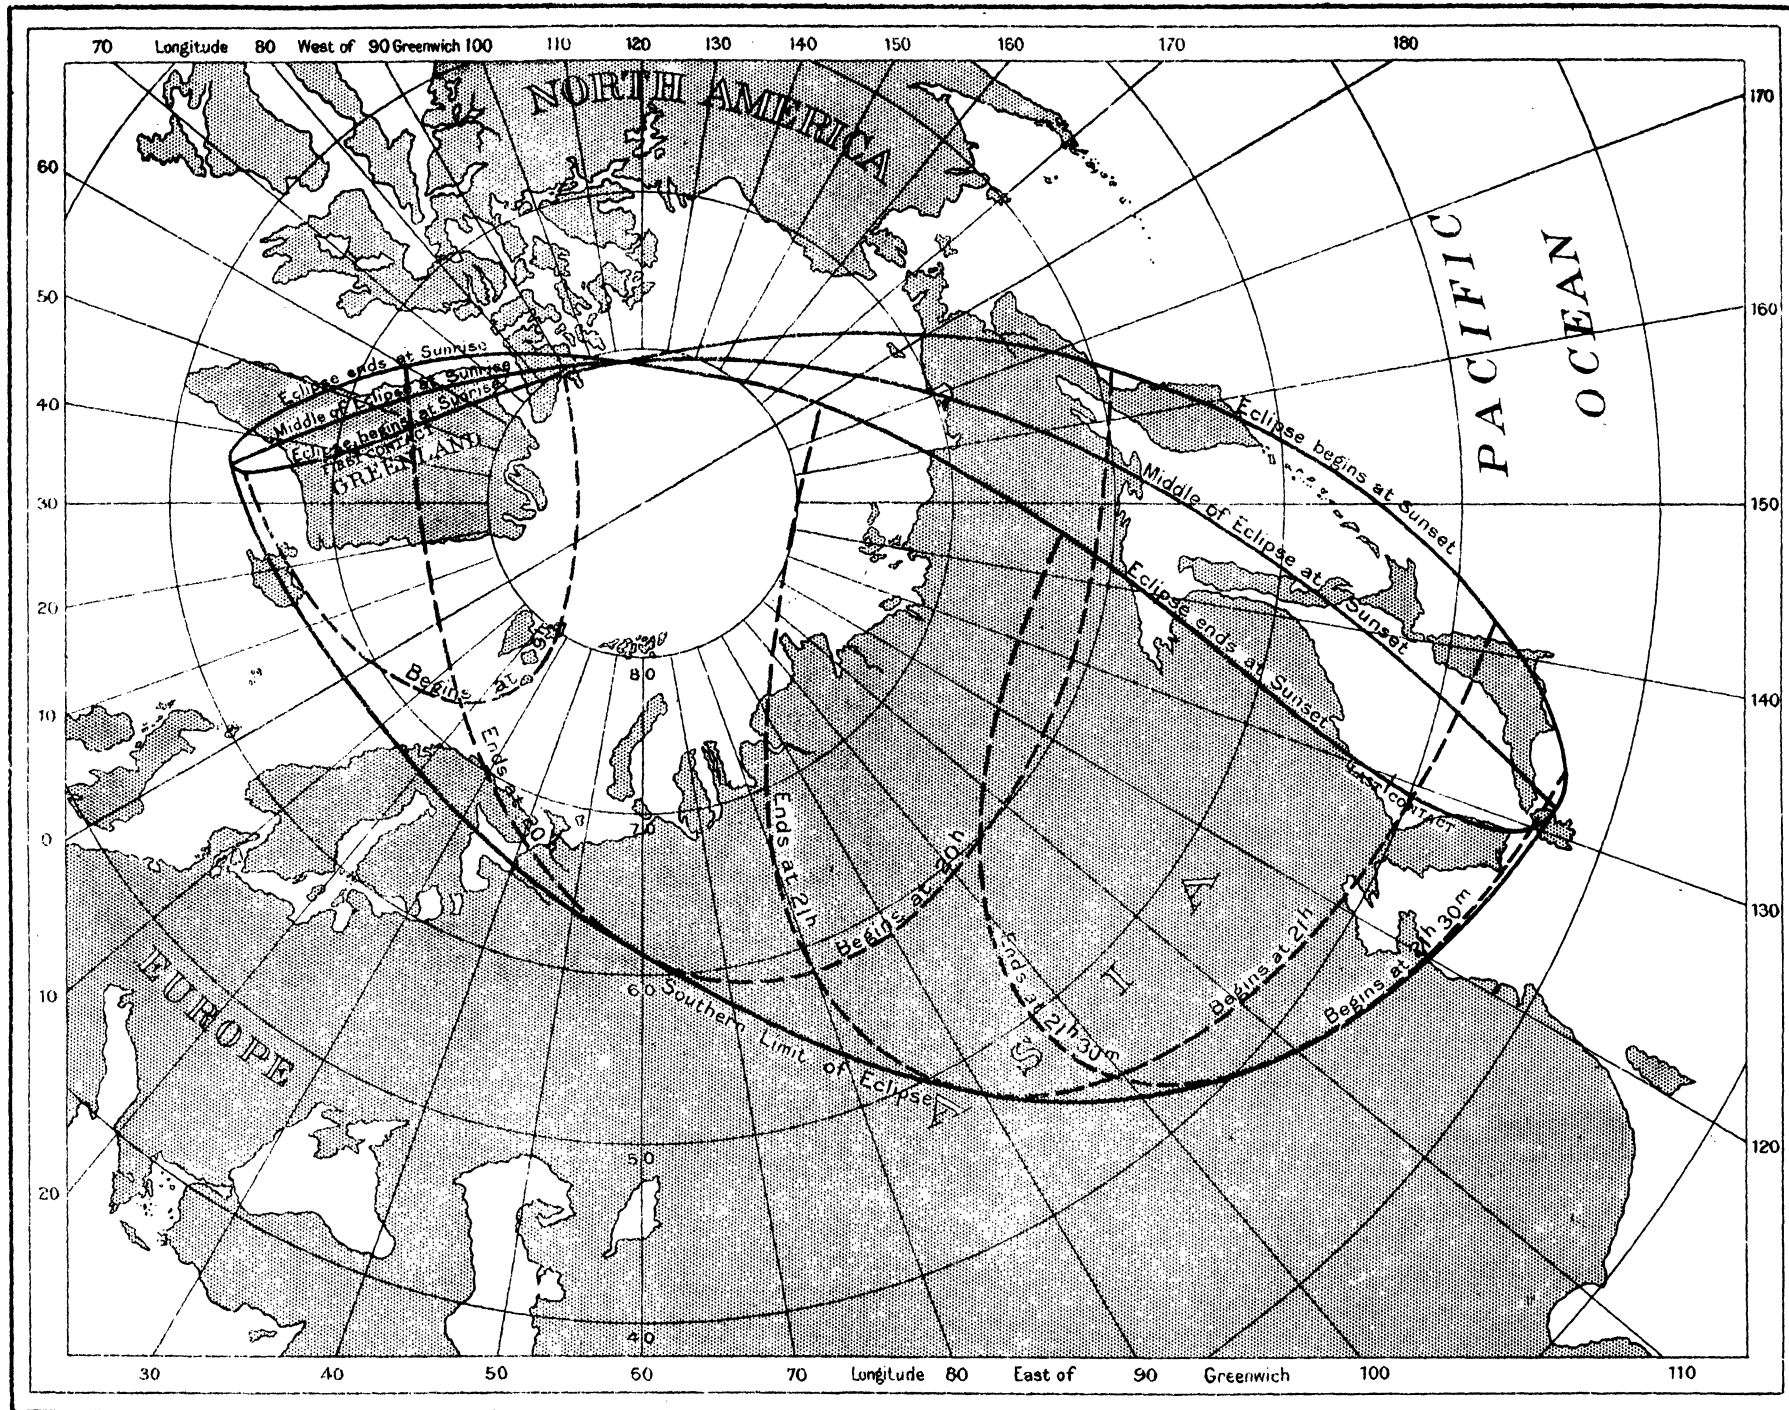 70 Longitude 80 West of 90 Greenwich 100 110 120 130 140 150 160 170 180
NORTH AMERICA
170
60
PACIFIC
OCEAN
50
160
Eclipse ends at Sunrise
Middle of Eclipse at Sunrise
Eclipse begins at Sunrise
FIRST CONTACT
GREENLAND
40
Eclipse begins at Sunset
Middle of Eclipse at Sunset
Eclipse ends at Sunset
30
150
20
Begins at 19h
80
10
140
Ends at 20h
LAST CONTACT
70
Ends at 21h
Begins at 20h
0
130
EUROPE
ASIA
10
60
Southern Limit of Eclipse
Ends at 21h 30m
Begins at 21h
Begins at 21h 30m
120
50
20
40
30 40 50 60 70 Longitude 80 East of 90 Greenwich 100 110